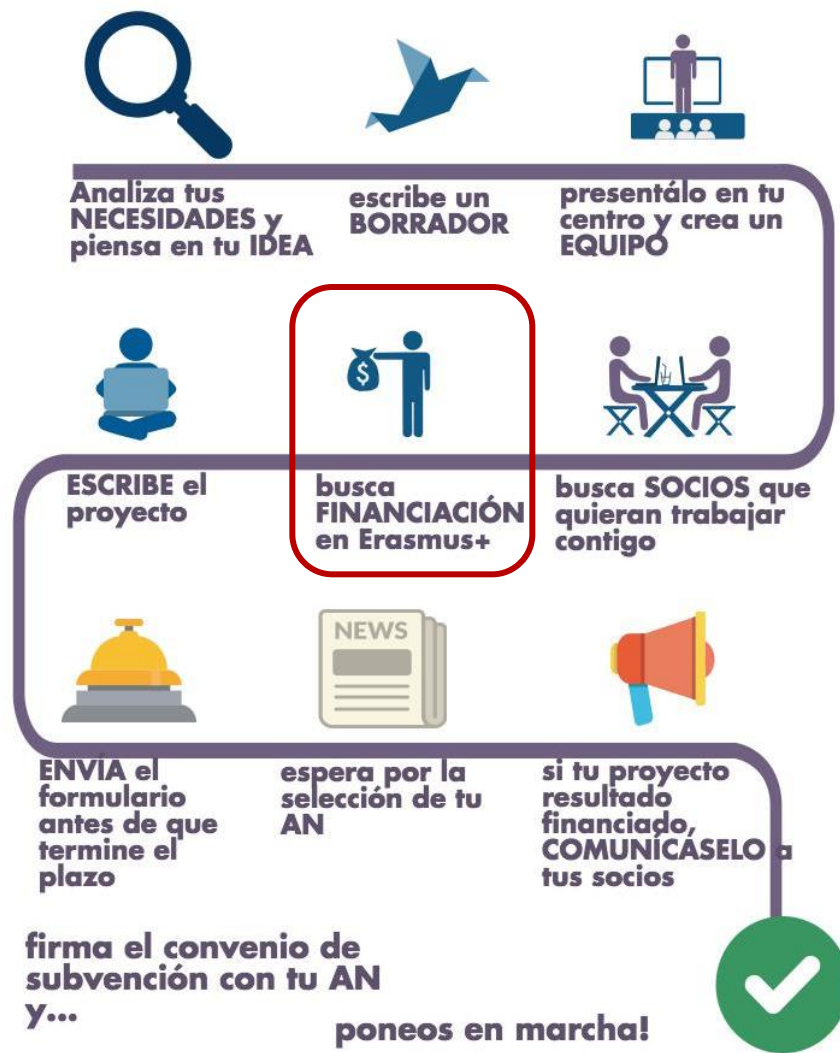 Analiza tus
NECESIDADES y
piensa en tu IDEA
escribe un
BORRADOR
presentálo en tu
centro y crea un
EQUIPO
$
busca SOCIOS que
quieran trabajar
contigo
busca
FINANCIACIÓN
en Erasmus+
ESCRIBE el
proyecto
ENVÍA el
formulario
antes de que
termine el
plazo
NEWS
espera por la
selección de tu
AN
si tu proyecto
resultado
financiado,
COMUNÍCASELO a
tus socios
firma el convenio de
subvención con tu AN
y...
poneos en marcha!